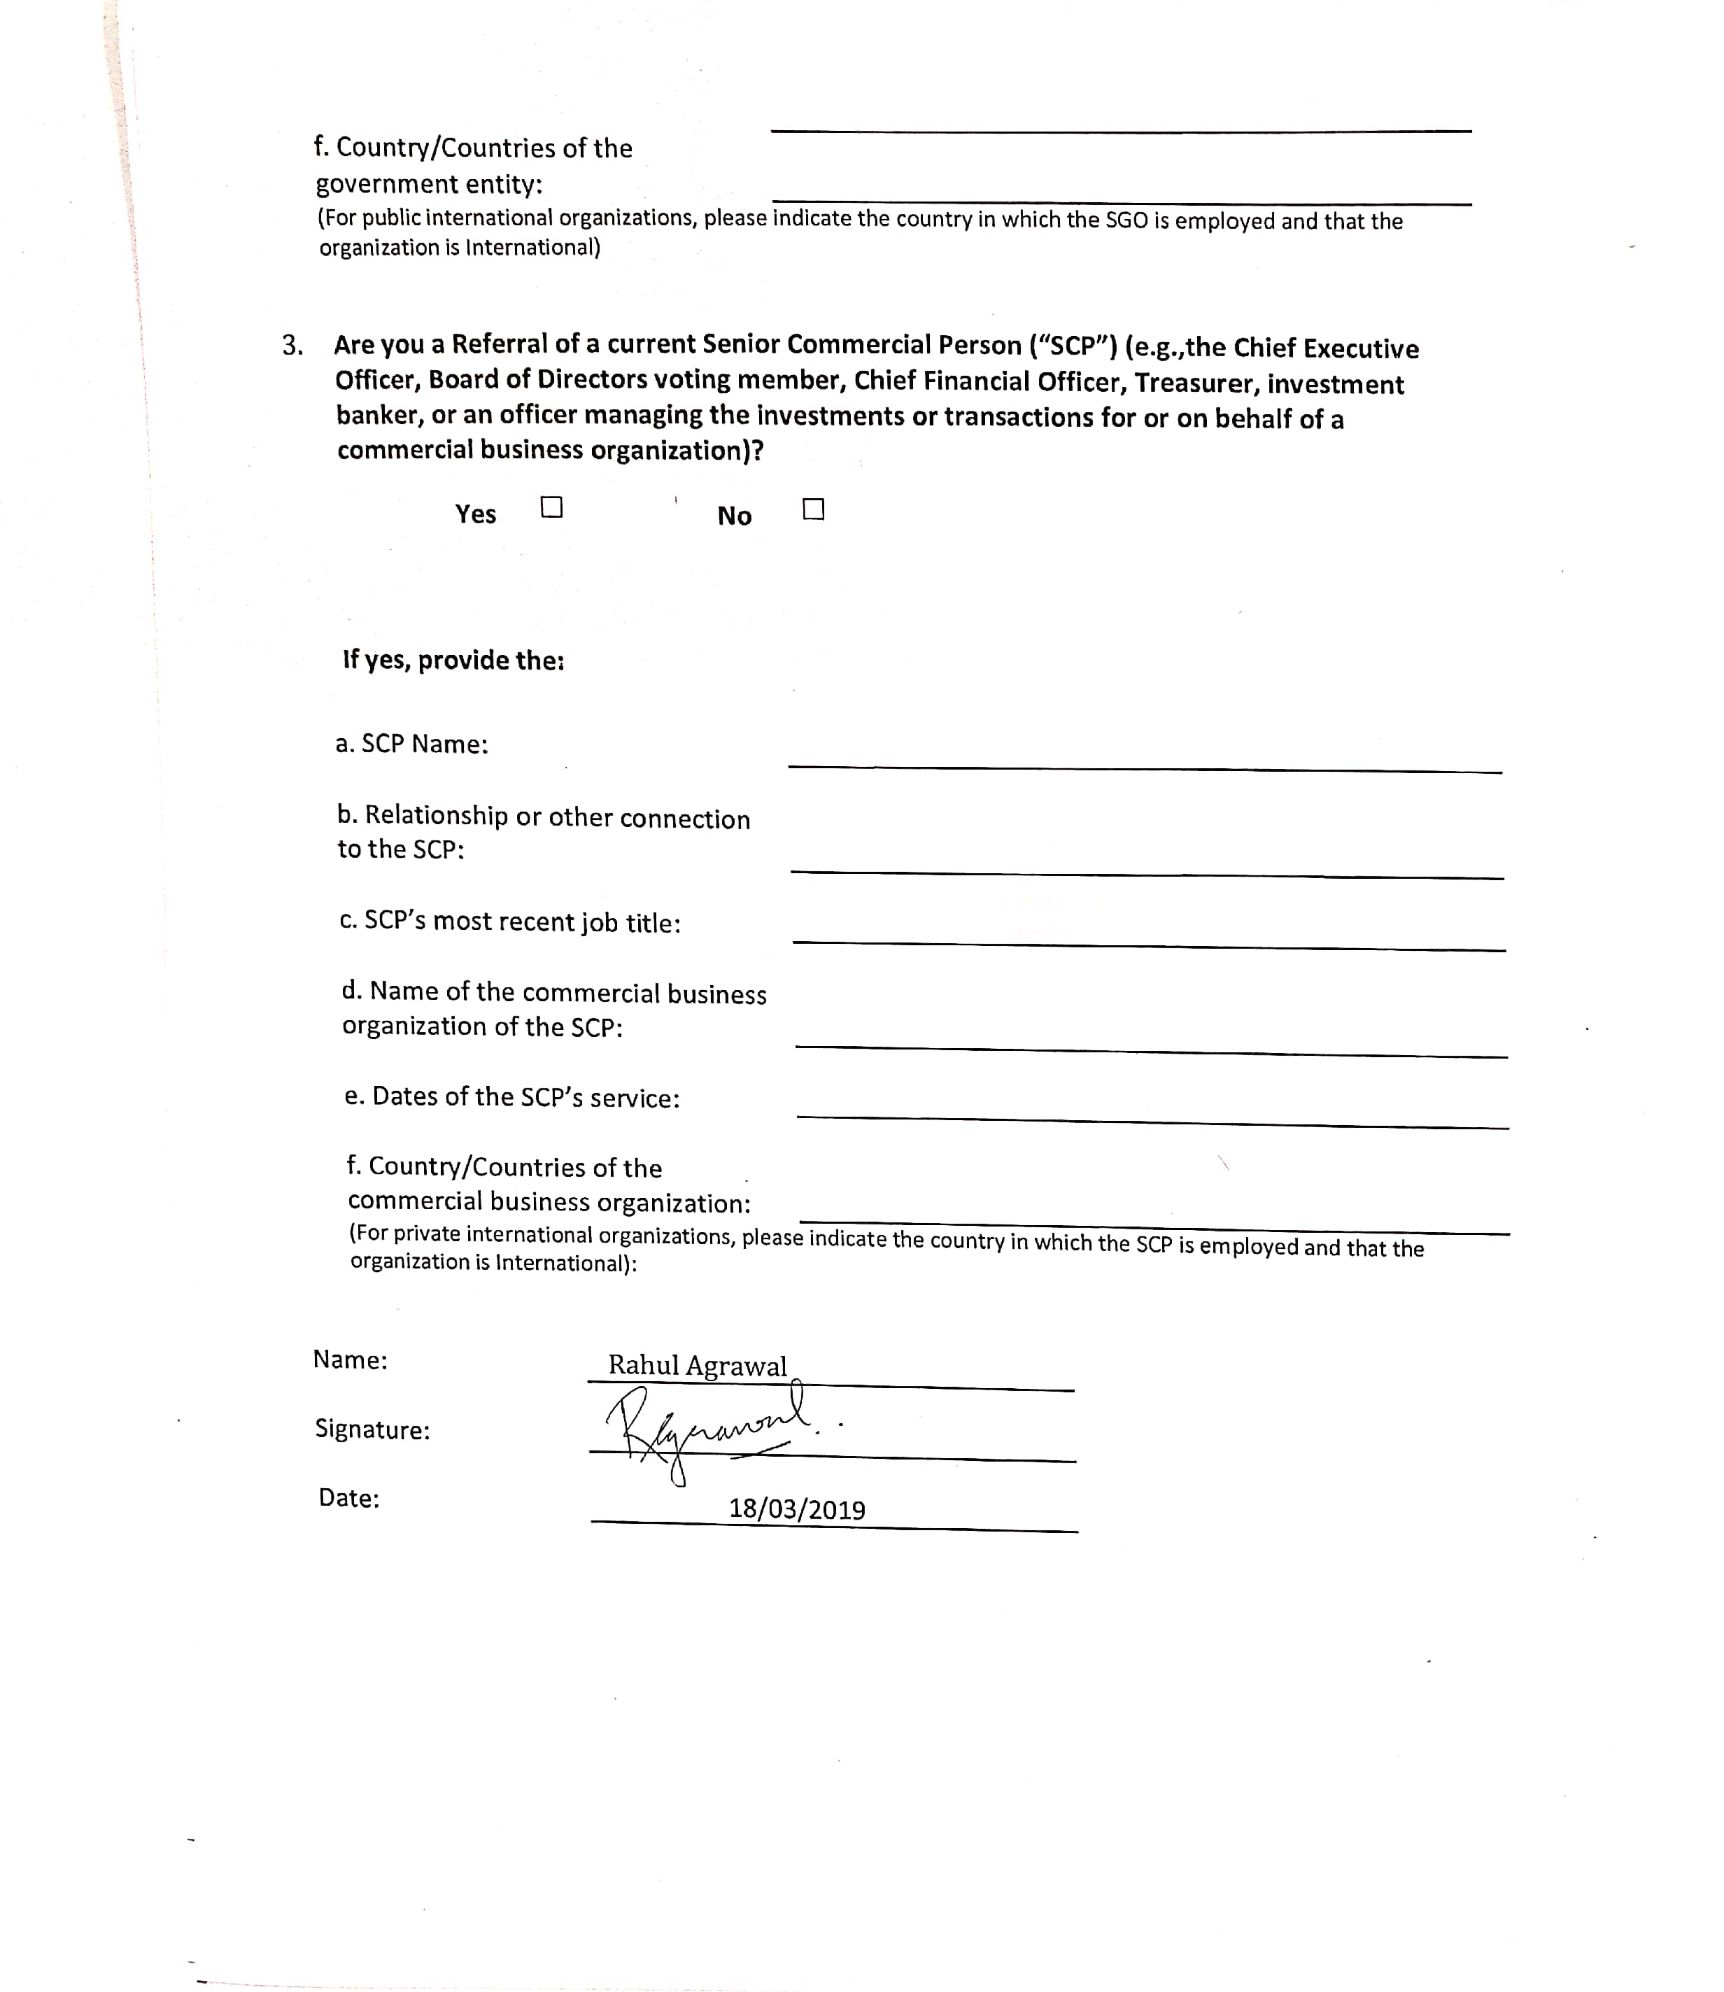 f. Country/Countries of the
government entity:
(For public international organizations, please indicate the country in which the SGO is employed and that the
organization is International)
3. Are you a Referral of a current Senior Commercial Person (“SCP”) (e.g.,the Chief Executive
Officer, Board of Directors voting member, Chief Financial Officer, Treasurer, investment
banker, or an officer managing the investments or transactions for or on behalf of a
commercial business organization)?
Yes ☐ No ☐
If yes, provide the:
a. SCP Name:
b. Relationship or other connection
to the SCP:
c. SCP’s most recent job title:
d. Name of the commercial business
organization of the SCP:
e. Dates of the SCP’s service:
f. Country/Countries of the
commercial business organization:
(For private international organizations, please indicate the country in which the SCP is employed and that the
organization is International):
Name: Rahul Agrawal
Signature:
Date: 18/03/2019